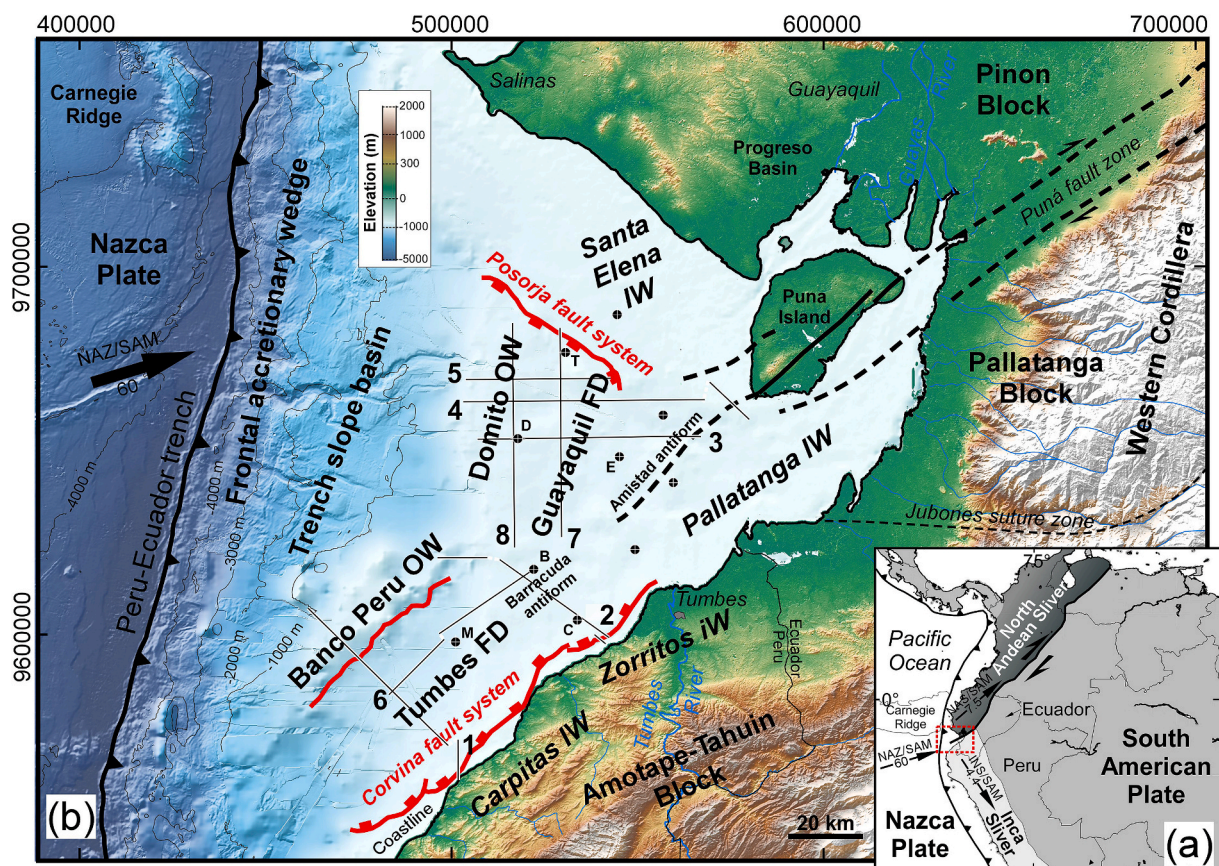 400000
500000
600000
700000
Carnegie
Ridge
Salinas
Guayaquil
River
Guayas
Pinon
Block
2000
1000
300
0
-1000
-5000
Elevation (m)
Progreso
Basin
Puná fault zone
Nazca
Plate
Frontal accretionary wedge
Santa
Elena
IW
Western Cordillera
9700000
Posorja fault system
Puna
Island
NAZ/SAM
60
Trench slope basin
T
Pallatanga
Block
5
4
Domito OW
Guayaquil FD
D
3
E
Amistad antiform
-4000 m
Peru-Ecuador trench
-4000 m
-3000 m
Pallatanga IW
Jubones suture zone
8
7
B
Barracuda
antiform
Banco Peru OW
-1000 m
-2000 m
M
C
2
Tumbes
Zorritos iW
Ecuador
Peru
9600000
6
Tumbes FD
Corvina fault system
1
Carpitas IW
Tumbes
River
Amotape-Tahuin
Block
Coastline
20 km
(b)
75°
North
Andean Sliver
Pacific
Ocean
NAS/SAM
7.5
0°
Carnegie
Ridge
Ecuador
NAZ/SAM
60
Peru
INS/SAM
4.4
Inca
Sliver
South
American
Plate
Nazca
Plate
(a)